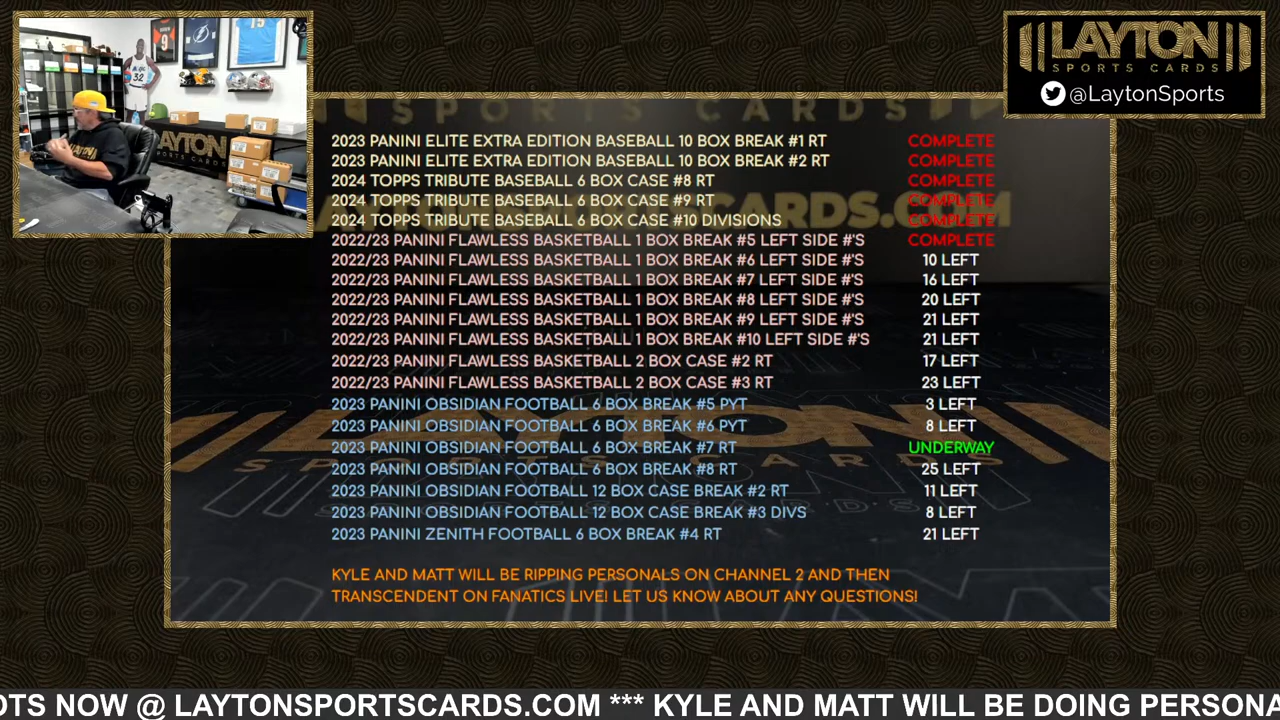 LAYTON
SPORTS CARDS
@LaytonSports
SPORTS CARDS
2023 PANINI ELITE EXTRA EDITION BASEBALL 10 BOX BREAK #1 RT COMPLETE
2023 PANINI ELITE EXTRA EDITION BASEBALL 10 BOX BREAK #2 RT COMPLETE
2024 TOPPS TRIBUTE BASEBALL 6 BOX CASE #8 RT COMPLETE
2024 TOPPS TRIBUTE BASEBALL 6 BOX CASE #9 RT COMPLETE
2024 TOPPS TRIBUTE BASEBALL 6 BOX CASE #10 DIVISIONS COMPLETE
2022/23 PANINI FLAWLESS BASKETBALL 1 BOX BREAK #5 LEFT SIDE #'S COMPLETE
2022/23 PANINI FLAWLESS BASKETBALL 1 BOX BREAK #6 LEFT SIDE #'S 10 LEFT
2022/23 PANINI FLAWLESS BASKETBALL 1 BOX BREAK #7 LEFT SIDE #'S 16 LEFT
2022/23 PANINI FLAWLESS BASKETBALL 1 BOX BREAK #8 LEFT SIDE #'S 20 LEFT
2022/23 PANINI FLAWLESS BASKETBALL 1 BOX BREAK #9 LEFT SIDE #'S 21 LEFT
2022/23 PANINI FLAWLESS BASKETBALL 1 BOX BREAK #10 LEFT SIDE #'S 21 LEFT
2022/23 PANINI FLAWLESS BASKETBALL 2 BOX CASE #2 RT 17 LEFT
2022/23 PANINI FLAWLESS BASKETBALL 2 BOX CASE #3 RT 23 LEFT
2023 PANINI OBSIDIAN FOOTBALL 6 BOX BREAK #5 PYT 3 LEFT
2023 PANINI OBSIDIAN FOOTBALL 6 BOX BREAK #6 PYT 8 LEFT
2023 PANINI OBSIDIAN FOOTBALL 6 BOX BREAK #7 RT UNDERWAY
2023 PANINI OBSIDIAN FOOTBALL 6 BOX BREAK #8 RT 25 LEFT
2023 PANINI OBSIDIAN FOOTBALL 12 BOX CASE BREAK #2 RT 11 LEFT
2023 PANINI OBSIDIAN FOOTBALL 12 BOX CASE BREAK #3 DIVS 8 LEFT
2023 PANINI ZENITH FOOTBALL 6 BOX BREAK #4 RT 21 LEFT
KYLE AND MATT WILL BE RIPPING PERSONALS ON CHANNEL 2 AND THEN
TRANSCENDENT ON FANATICS LIVE! LET US KNOW ABOUT ANY QUESTIONS!
OTS NOW @ LAYTONSPORTSCARDS.COM *** KYLE AND MATT WILL BE DOING PERSONA